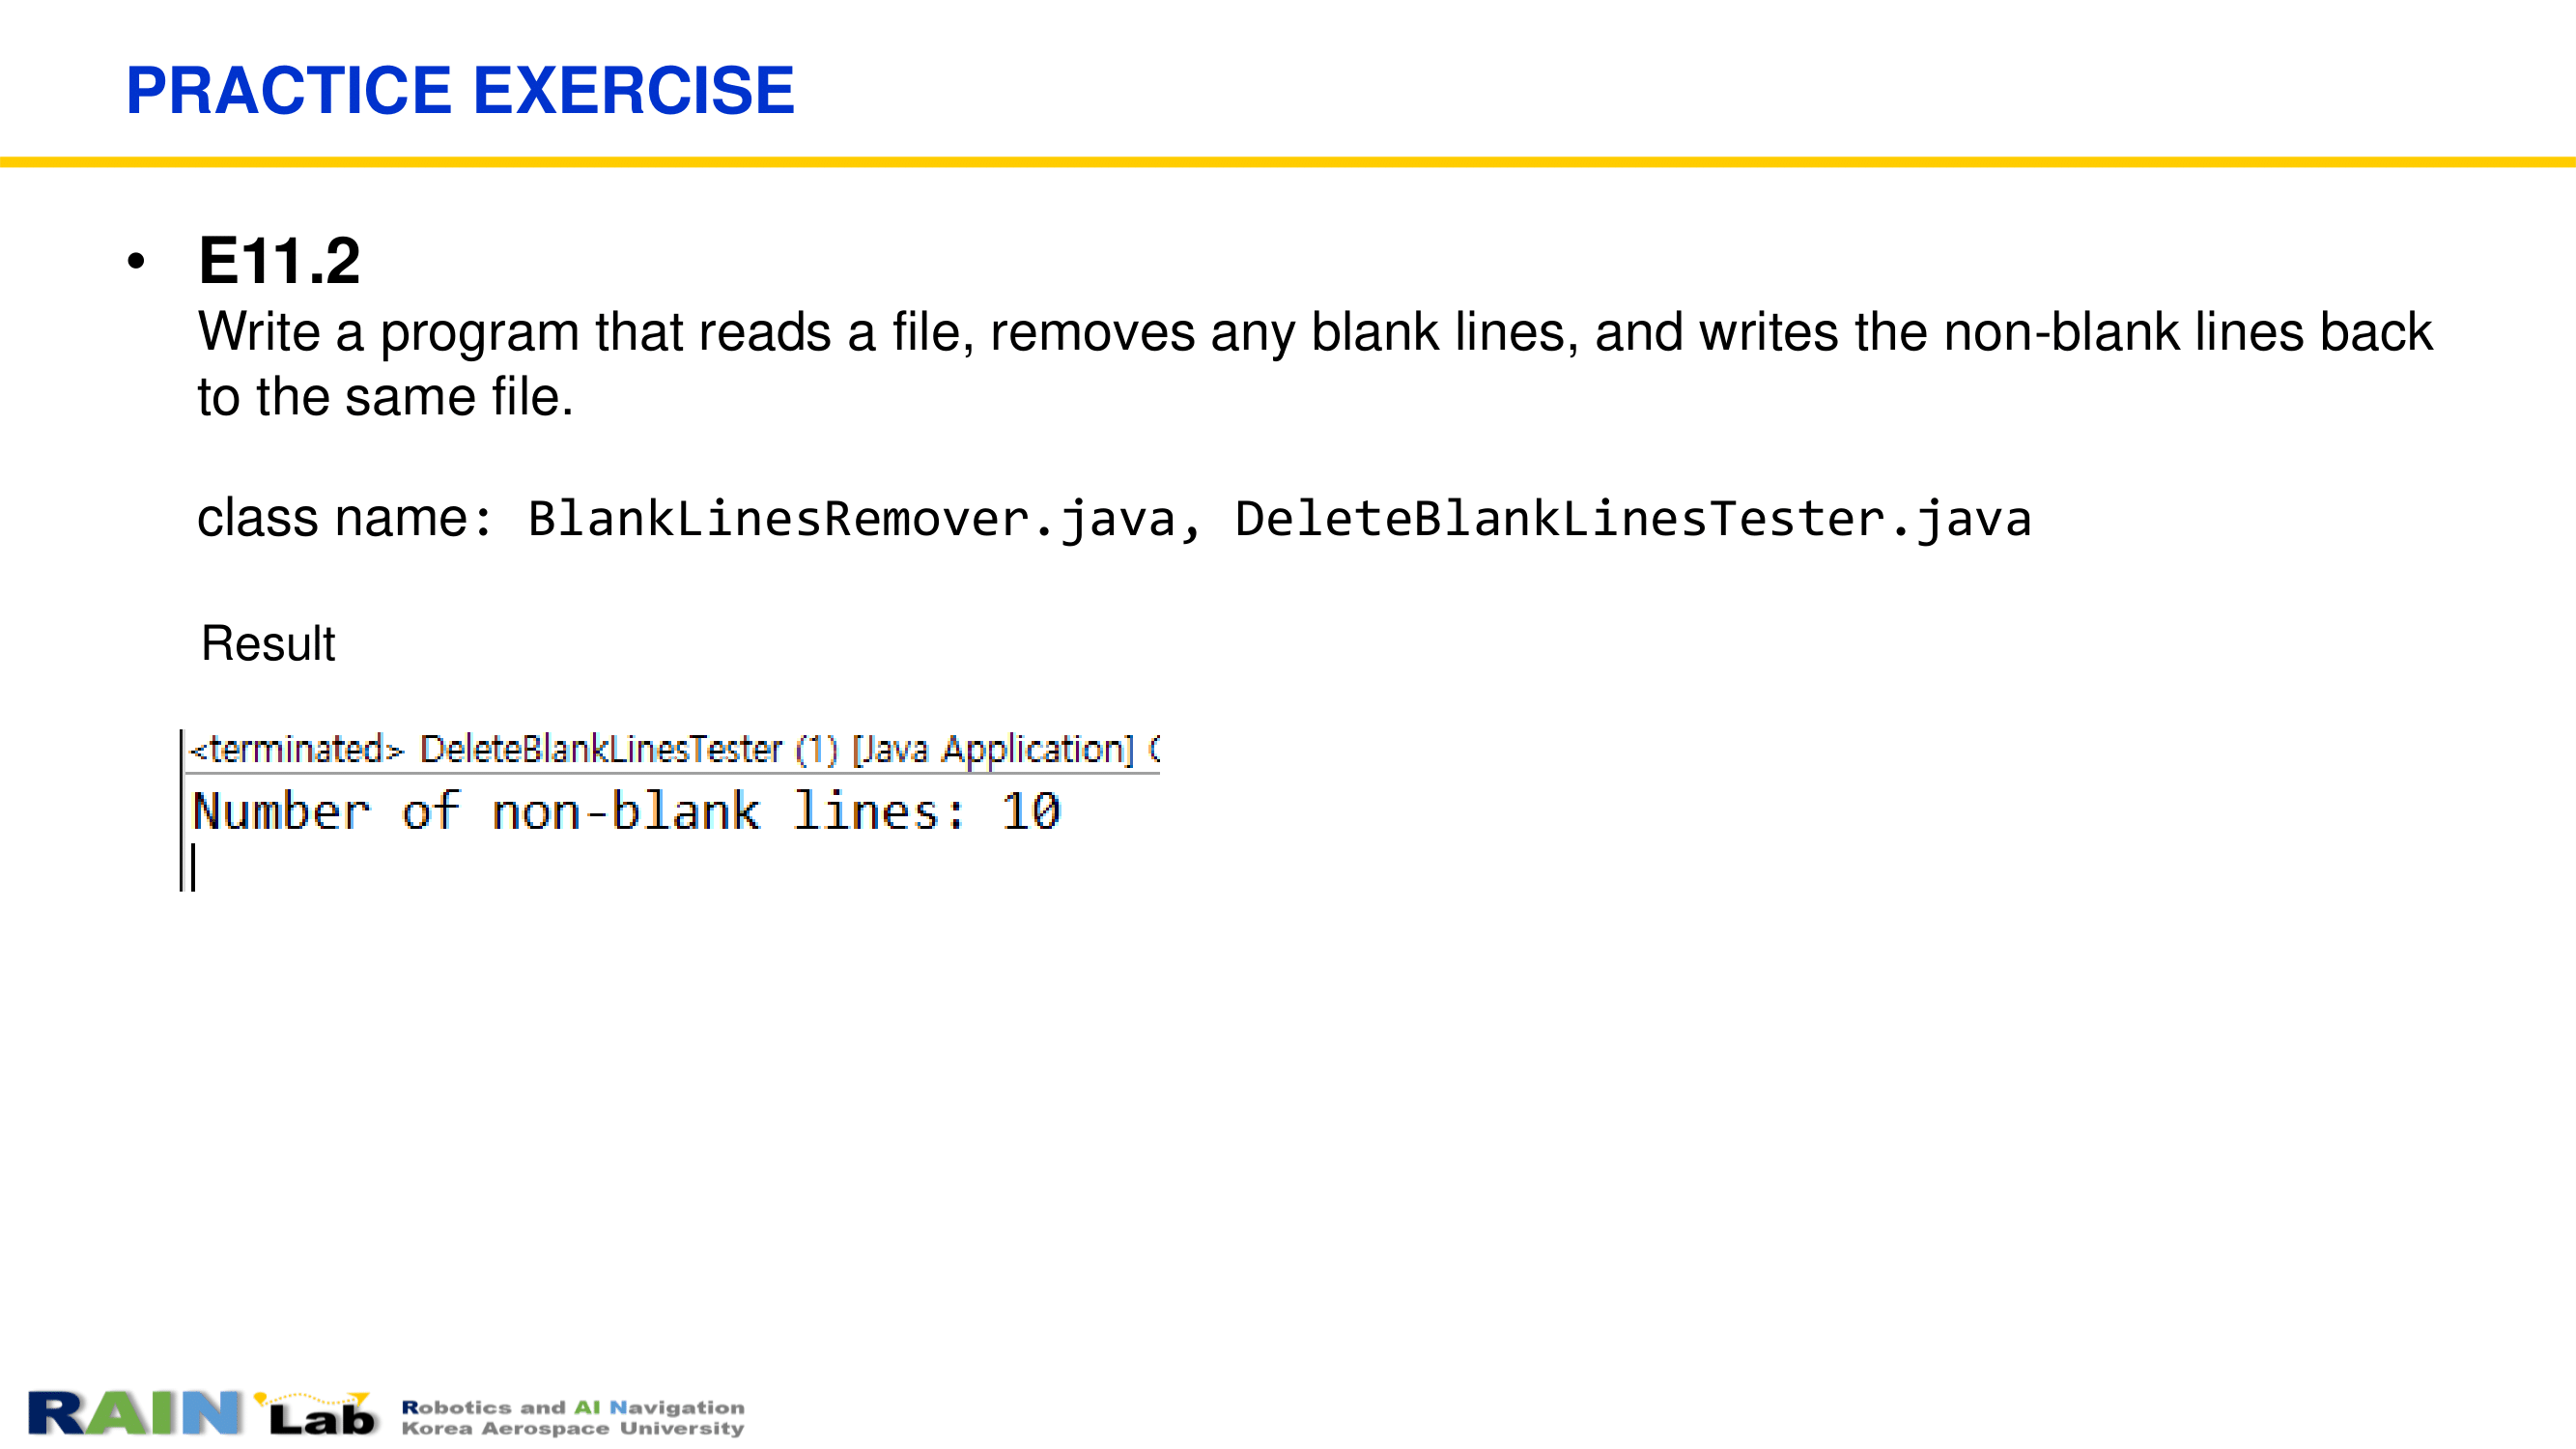 PRACTICE EXERCISE
• E11.2
Write a program that reads a file, removes any blank lines, and writes the non-blank lines back
to the same file.
class name: BlankLinesRemover.java, DeleteBlankLinesTester.java
Result
<terminated> DeleteBlankLinesTester (1) [Java Application]
Number of non-blank lines: 10
RAIN Lab
Robotics and AI Navigation
Korea Aerospace University